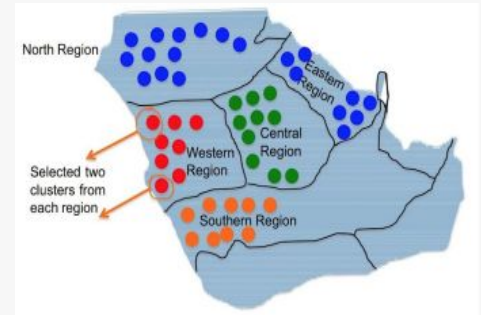 North Region
Eastern
Region
Central
Region
Western
Region
Selected two
clusters from
each region
Southern Region